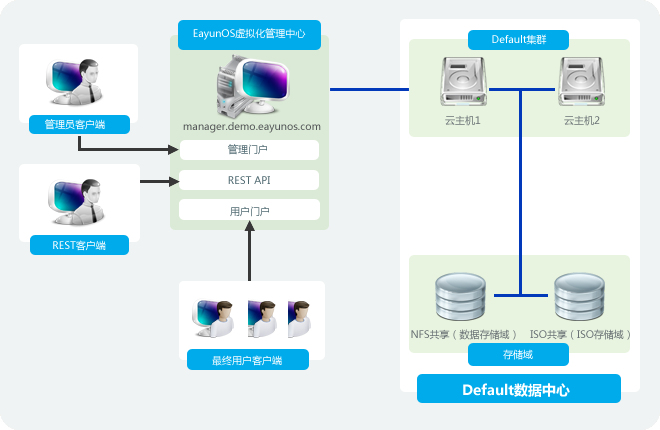 EayunOS虚拟化管理中心
manager.demo.eayunos.com
管理门户
REST API
用户门户
管理员客户端
REST客户端
最终用户客户端
Default集群
云主机1
云主机2
NFS共享（数据存储域）
ISO共享（ISO存储域）
存储域
Default数据中心